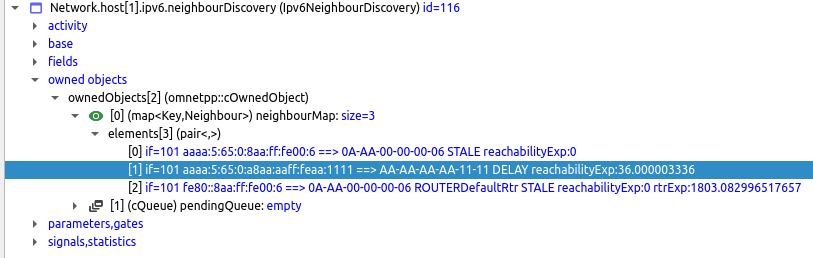 Network.host[1].ipv6.neighbourDiscovery (Ipv6NeighbourDiscovery) id=116
activity
base
fields
owned objects
ownedObjects[2] (omnetpp::cOwnedObject)
[0] (map<Key,Neighbour>) neighbourMap: size=3
elements[3] (pair<,>)
[0] if=101 aaaa:5:65:0:8aa:ff:fe00:6 ==> 0A-AA-00-00-00-06 STALE reachabilityExp:0
[1] if=101 aaaa:5:65:0:a8aa:aaff:feaa:1111 ==> AA-AA-AA-AA-11-11 DELAY reachabilityExp:36.000003336
[2] if=101 fe80::8aa:ff:fe00:6 ==> 0A-AA-00-00-00-06 ROUTERDefaultRtr STALE reachabilityExp:0 rtrExp:1803.082996517657
[1] (cQueue) pendingQueue: empty
parameters,gates
signals,statistics